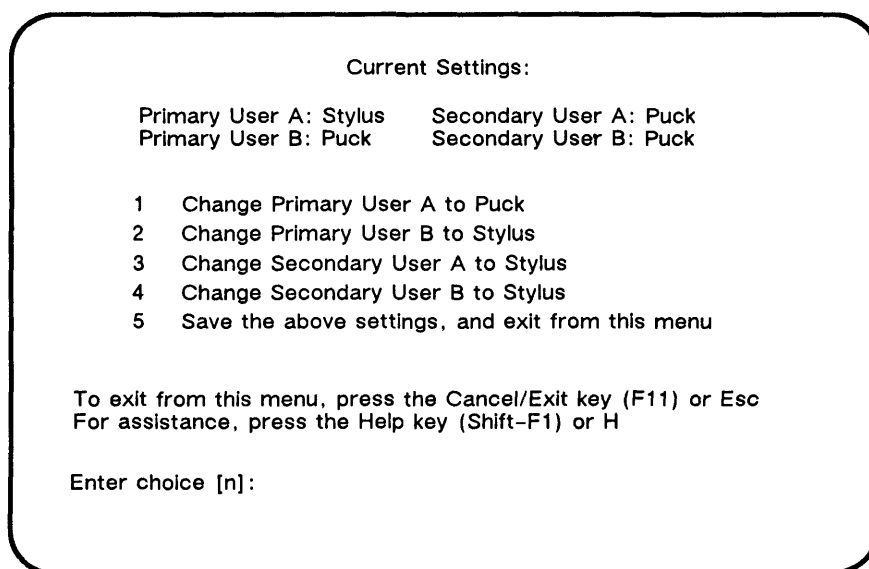 Current Settings:
Primary User A: Stylus Secondary User A: Puck
Primary User B: Puck Secondary User B: Puck
1 Change Primary User A to Puck
2 Change Primary User B to Stylus
3 Change Secondary User A to Stylus
4 Change Secondary User B to Stylus
5 Save the above settings, and exit from this menu
To exit from this menu, press the Cancel/Exit key (F11) or Esc
For assistance, press the Help key (Shift-F1) or H
Enter choice [n]: